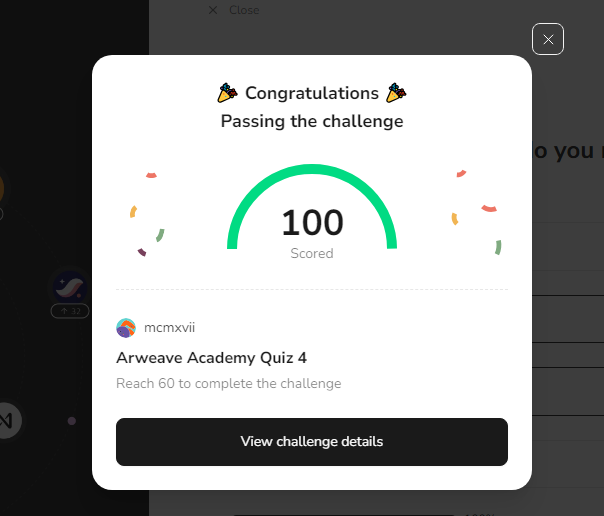 Close
Congratulations
Passing the challenge
o you
100
Scored
32
mcmxvii
Arweave Academy Quiz 4
Reach 60 to complete the challenge
View challenge details